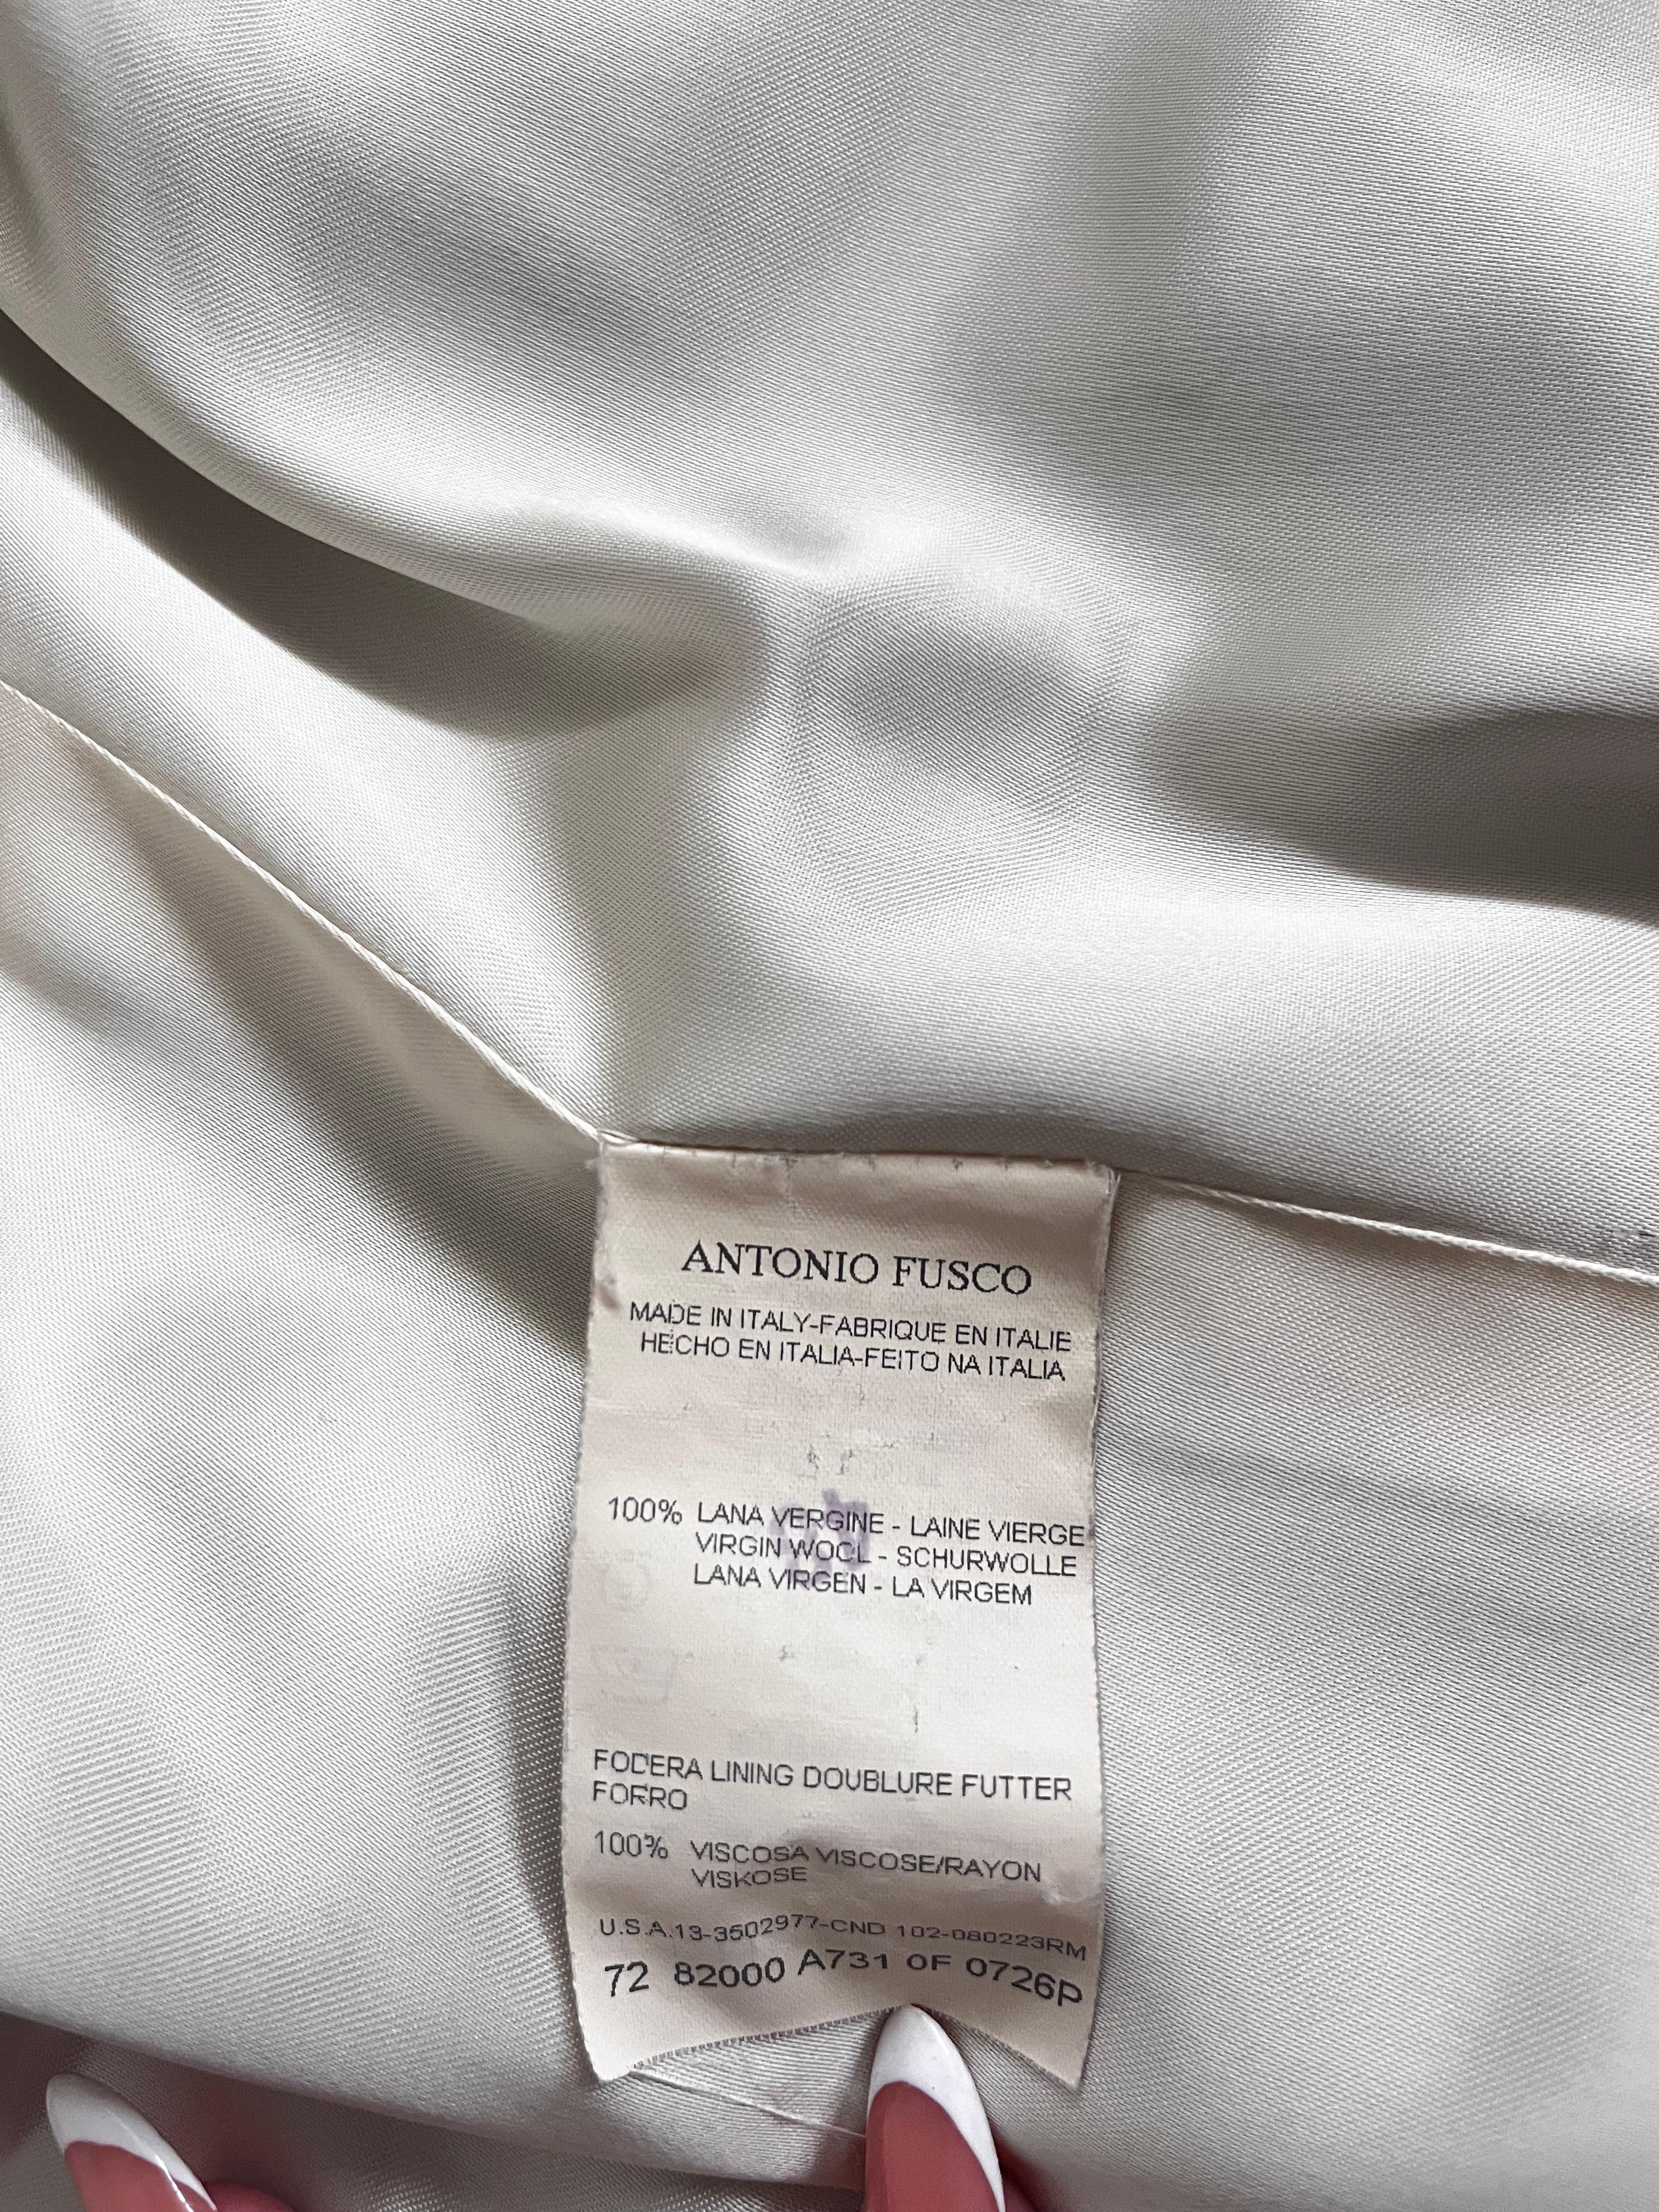 ANTONIO FUSCO
MADE IN ITALY-FABRIQUE EN ITALIE
HECHO EN ITALIA-FEITO NA ITALIA
100% LANA VERGINE - LAINE VIERGE
VIRGIN WOOL - SCHURWOLLE
LANA VIRGEN - LA VIRGEM
FODERA LINING DOUBLURE FUTTER
FORRO
100% VISCOSA VISCOSE/RAYON
VISKOSE
U.S.A.13-3502977-CND 102-080223RM
72 82000 A731 OF 0726P